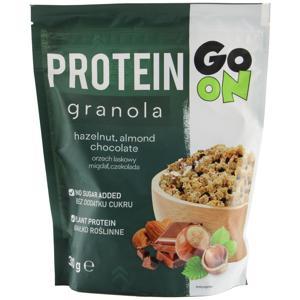 PROTEIN GO ON
granola
hazelnut, almond
chocolate
orzech laskowy
migdał, czekolada
NO SUGAR ADDED
BEZ DODATKU CUKRU
PLANT PROTEIN
BIAŁKO ROŚLINNE
g e